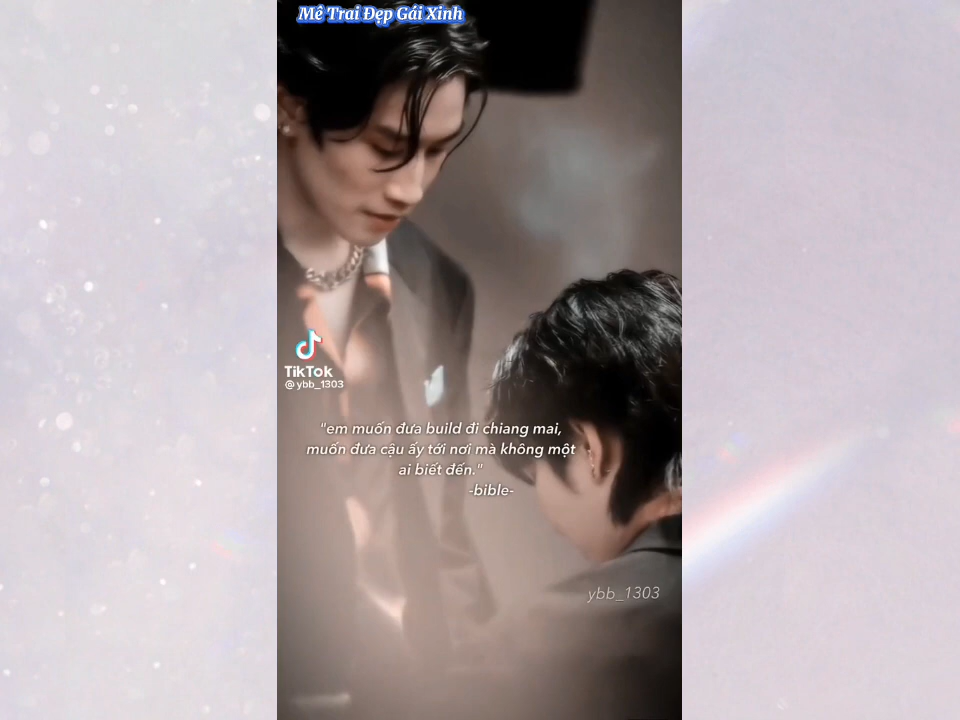 Mê Trai Đẹp Gái Xinh
TikTok
@ybb_1303
"em muốn đưa build đi chiang mai,
muốn đưa cậu ấy tới nơi mà không một
ai biết đến."
-bible-
ybb_1303